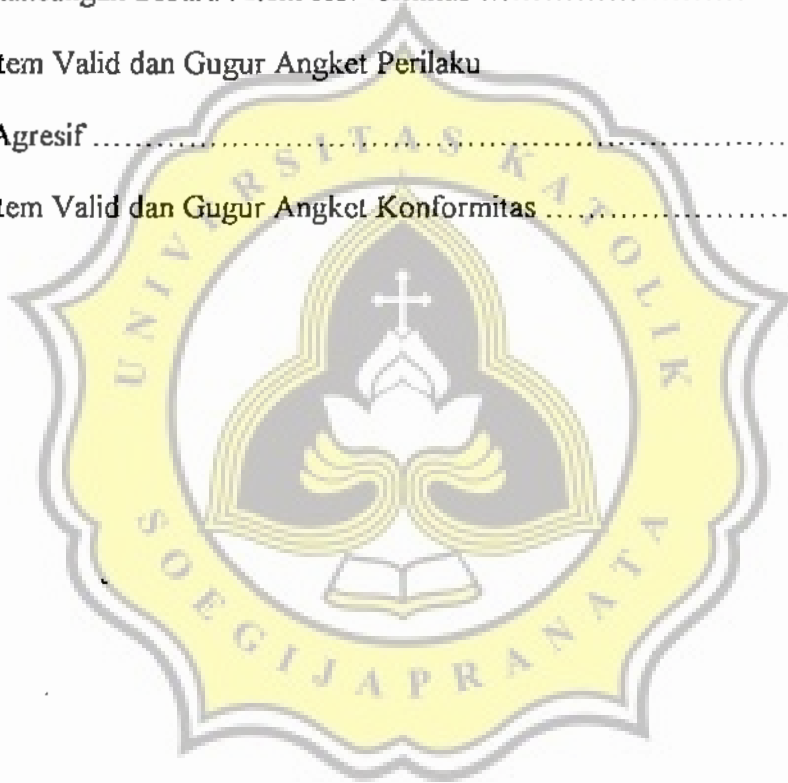 tem Valid dan Gugur Angket Perilaku
Agresif
tem Valid dan Gugur Angket Konformitas
UNIVERSITAS KATOLIK
SOEGIJAPRANATA